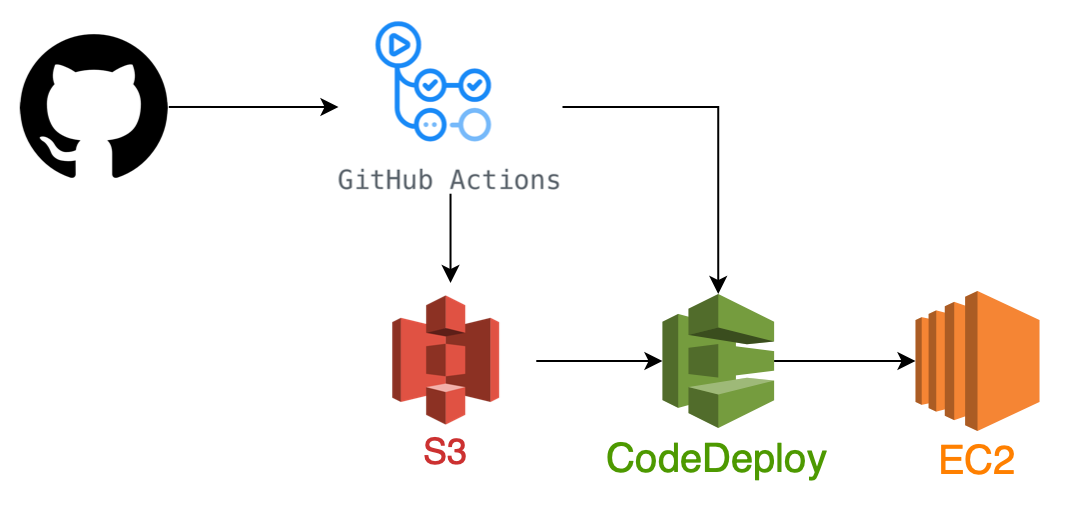 GitHub Actions
S3
CodeDeploy
EC2